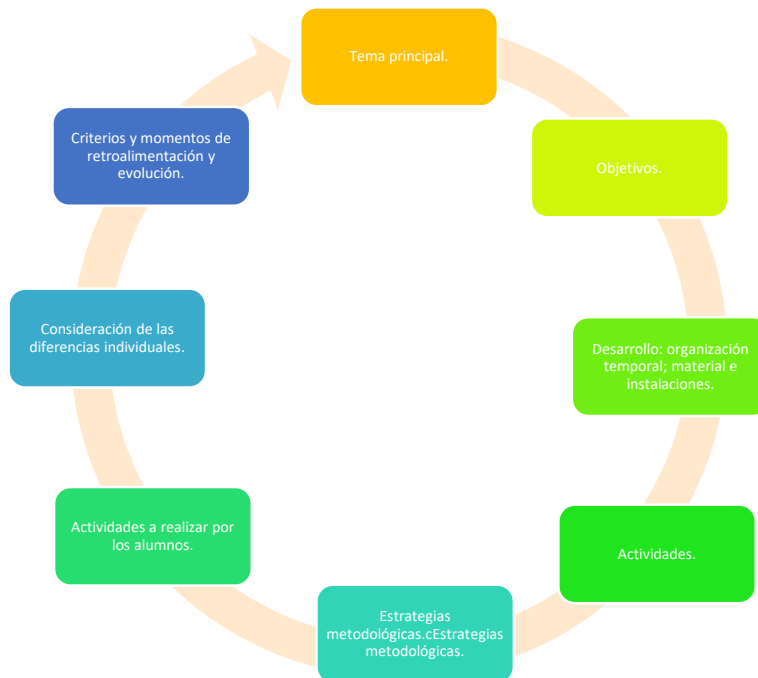 Tema principal.
Objetivos.
Desarrollo: organización
temporal; material e
instalaciones.
Actividades.
Estrategias
metodológicas.cEstrategias
metodológicas.
Actividades a realizar por
los alumnos.
Consideración de las
diferencias individuales.
Criterios y momentos de
retroalimentación y
evolución.